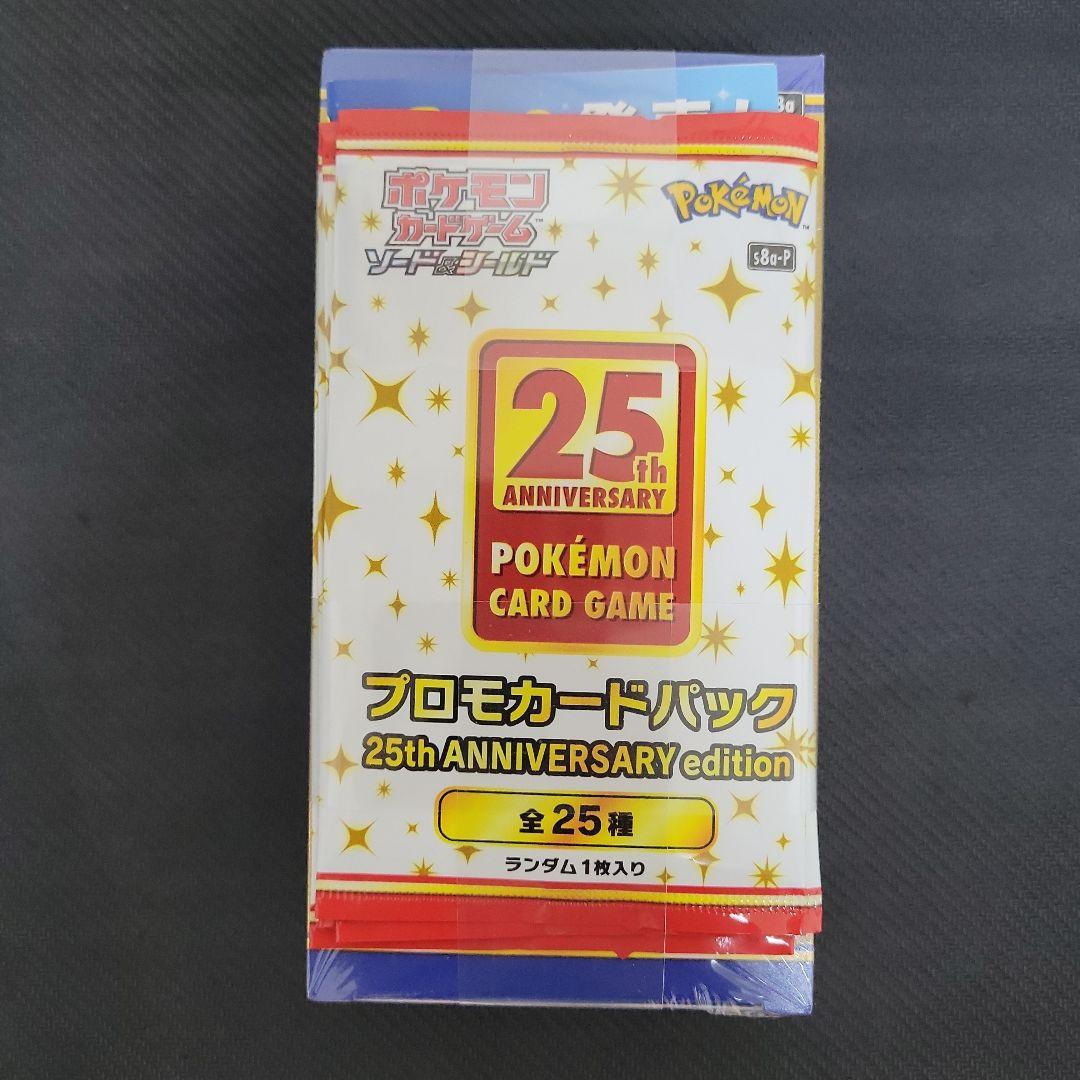 8a
ポケモン
カードゲーム
ソード&シールド
Pokémon
s8a-P
25th
ANNIVERSARY
POKÉMON
CARD GAME
プロモカードパック
25th ANNIVERSARY edition
全25種
ランダム1枚入り